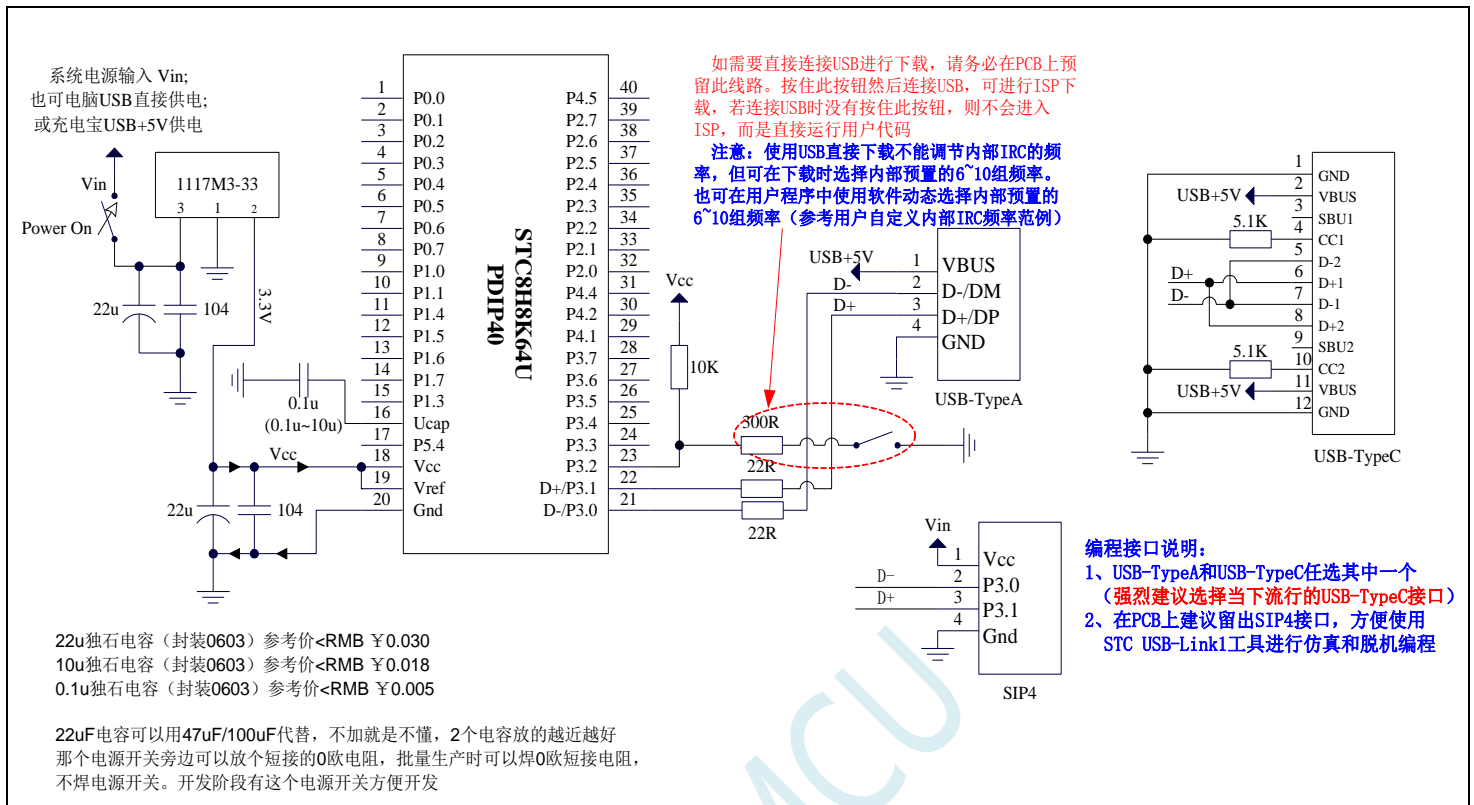 系统电源输入 Vin;
也可电脑USB直接供电;
或充电宝USB+5V供电
Vin
Power On
1117M3-33
3 1 2
22u
104
3.3V
0.1u
(0.1u~10u)
Vcc
22u
104
1 P0.0
2 P0.1
3 P0.2
4 P0.3
5 P0.4
6 P0.5
7 P0.6
8 P0.7
9 P1.0
10 P1.1
11 P1.4
12 P1.5
13 P1.6
14 P1.7
15 P1.3
16 Ucap
17 P5.4
18 Vcc
19 Vref
20 Gnd
STC8H8K64U
PDIP40
P4.5 40
P2.7 39
P2.6 38
P2.5 37
P2.4 36
P2.3 35
P2.2 34
P2.1 33
P2.0 32
P4.4 31
P4.2 30
P4.1 29
P3.7 28
P3.6 27
P3.5 26
P3.4 25
P3.3 24
P3.2 23
D+/P3.1 22
D-/P3.0 21
如需要直接连接USB进行下载，请务必在PCB上预
留此线路。按住此按钮然后连接USB，可进行ISP下
载，若连接USB时没有按住此按钮，则不会进入
ISP，而是直接运行用户代码
注意：使用USB直接下载不能调节内部IRC的频
率，但可在下载时选择内部预置的6~10组频率。
也可在用户程序中使用软件动态选择内部预置的
6~10组频率（参考用户自定义内部IRC频率范例）
Vcc
10K
300R
22R
22R
USB+5V
D-
D+
1 VBUS
2 D-/DM
3 D+/DP
4 GND
USB-TypeA
Vin
D-
D+
1 Vcc
2 P3.0
3 P3.1
4 Gnd
SIP4
USB+5V
5.1K
D+
D-
5.1K
USB+5V
1 GND
2 VBUS
3 SBU1
4 CC1
5 D-2
6 D+1
7 D-1
8 D+2
9 SBU2
10 CC2
11 VBUS
12 GND
USB-TypeC
编程接口说明：
1、USB-TypeA和USB-TypeC任选其中一个
（强烈建议选择当下流行的USB-TypeC接口）
2、在PCB上建议留出SIP4接口，方便使用
STC USB-Link1工具进行仿真和脱机编程
22u独石电容（封装0603）参考价<RMB ￥0.030
10u独石电容（封装0603）参考价<RMB ￥0.018
0.1u独石电容（封装0603）参考价<RMB ￥0.005
22uF电容可以用47uF/100uF代替，不加就是不懂，2个电容放的越近越好
那个电源开关旁边可以放个短接的0欧电阻，批量生产时可以焊0欧短接电阻，
不焊电源开关。开发阶段有这个电源开关方便开发
MCU